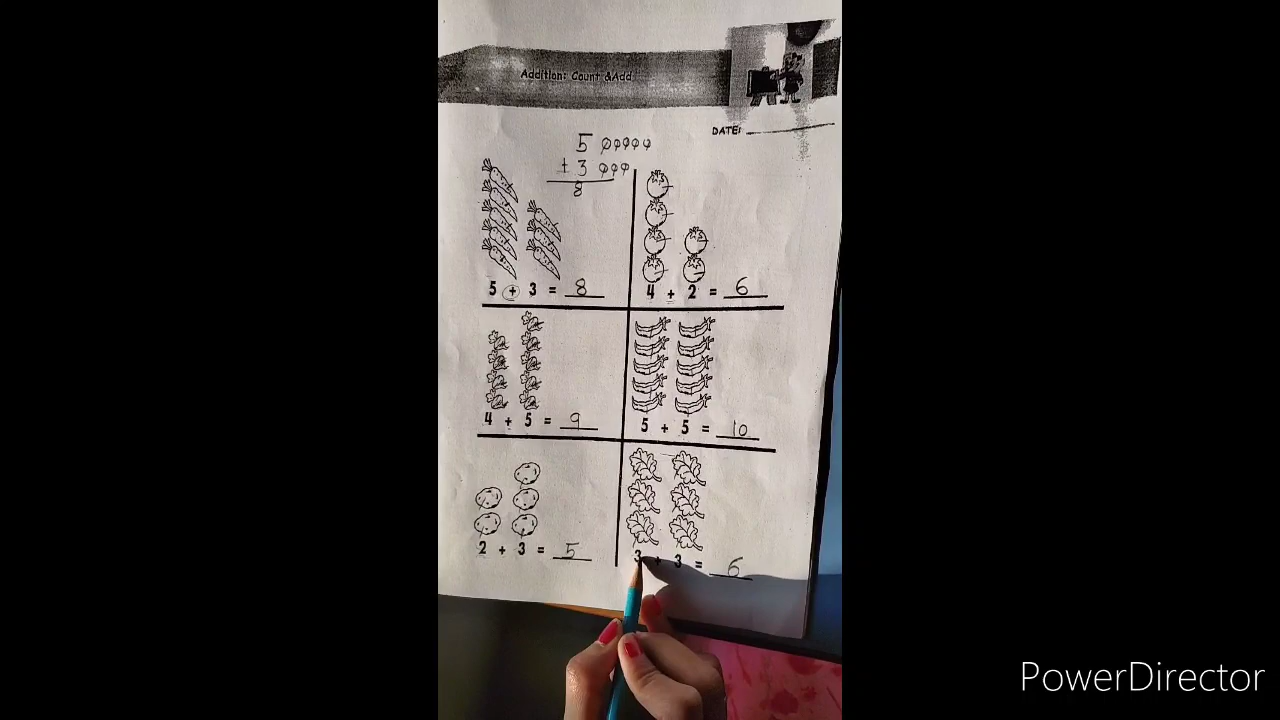 Addition: Count &Add
DATE:
5
+ 3
8
5 + 3 = 8
4 + 2 = 6
4 + 5 = 9
5 + 5 = 10
2 + 3 = 5
3 + 3 = 6
PowerDirector